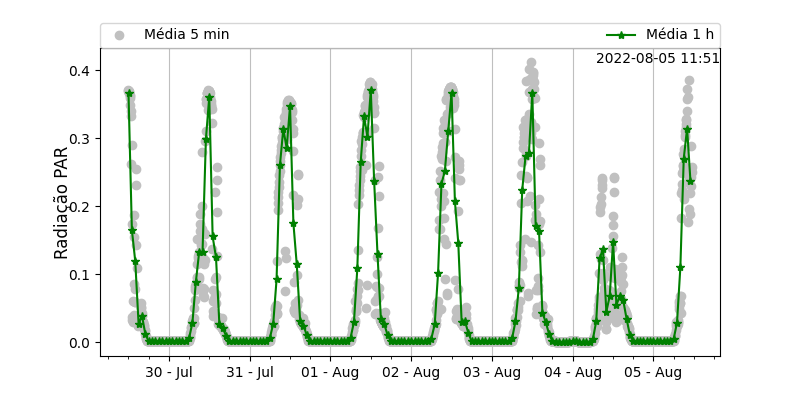 Média 5 min
Média 1 h
2022-08-05 11:51
Radiação PAR
0.4
0.3
0.2
0.1
0.0
30 - Jul
31 - Jul
01 - Aug
02 - Aug
03 - Aug
04 - Aug
05 - Aug